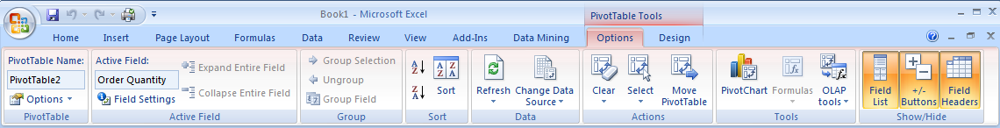 Book1 - Microsoft Excel
PivotTable Tools
Home Insert Page Layout Formulas Data Review View Add-Ins Data Mining Options Design
PivotTable Name:
PivotTable2
Options
PivotTable
Active Field:
Order Quantity
Field Settings
Expand Entire Field
Collapse Entire Field
Active Field
Group Selection
Ungroup
Group Field
Group
Sort
Sort
Refresh
Change Data
Source
Data
Clear
Select
Move
PivotTable
Actions
PivotChart
Formulas
OLAP
tools
Tools
Field
List
+/-
Buttons
Field
Headers
Show/Hide